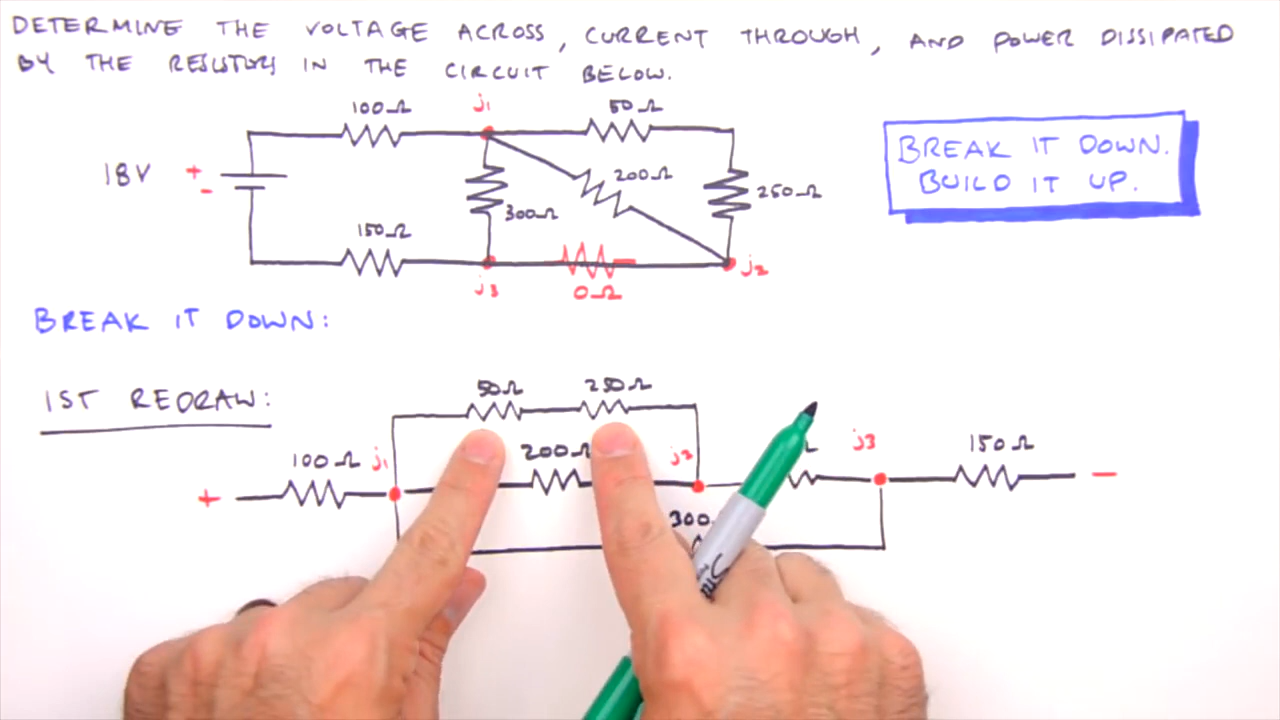 DETERMINE THE VOLTAGE ACROSS, CURRENT THROUGH, AND POWER DISSIPATED
BY THE RESISTORS IN THE CIRCUIT BELOW.
100Ω j1 50Ω
BREAK IT DOWN.
BUILD IT UP.
18V + - 200Ω 250Ω
300Ω
150Ω
j3 0Ω j2
BREAK IT DOWN:
1ST REDRAW:
50Ω 250Ω
100Ω j1 200Ω j2 Ω j3 150Ω
+ -
300